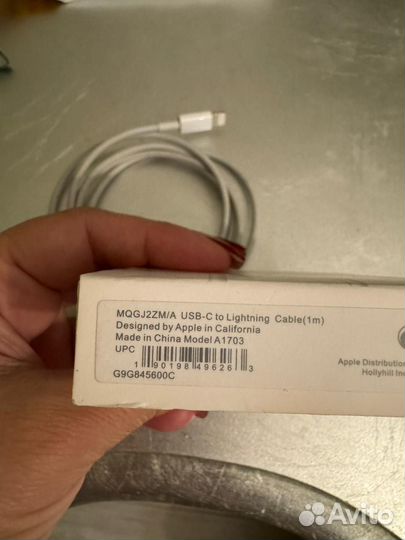 MQGJ2ZM/A USB-C to Lightning Cable(1m)
Designed by Apple in California
Made in China Model A1703
UPC
1 90198 49626 3
G9G845600C
Apple Distribution
Hollyhill In
Avito